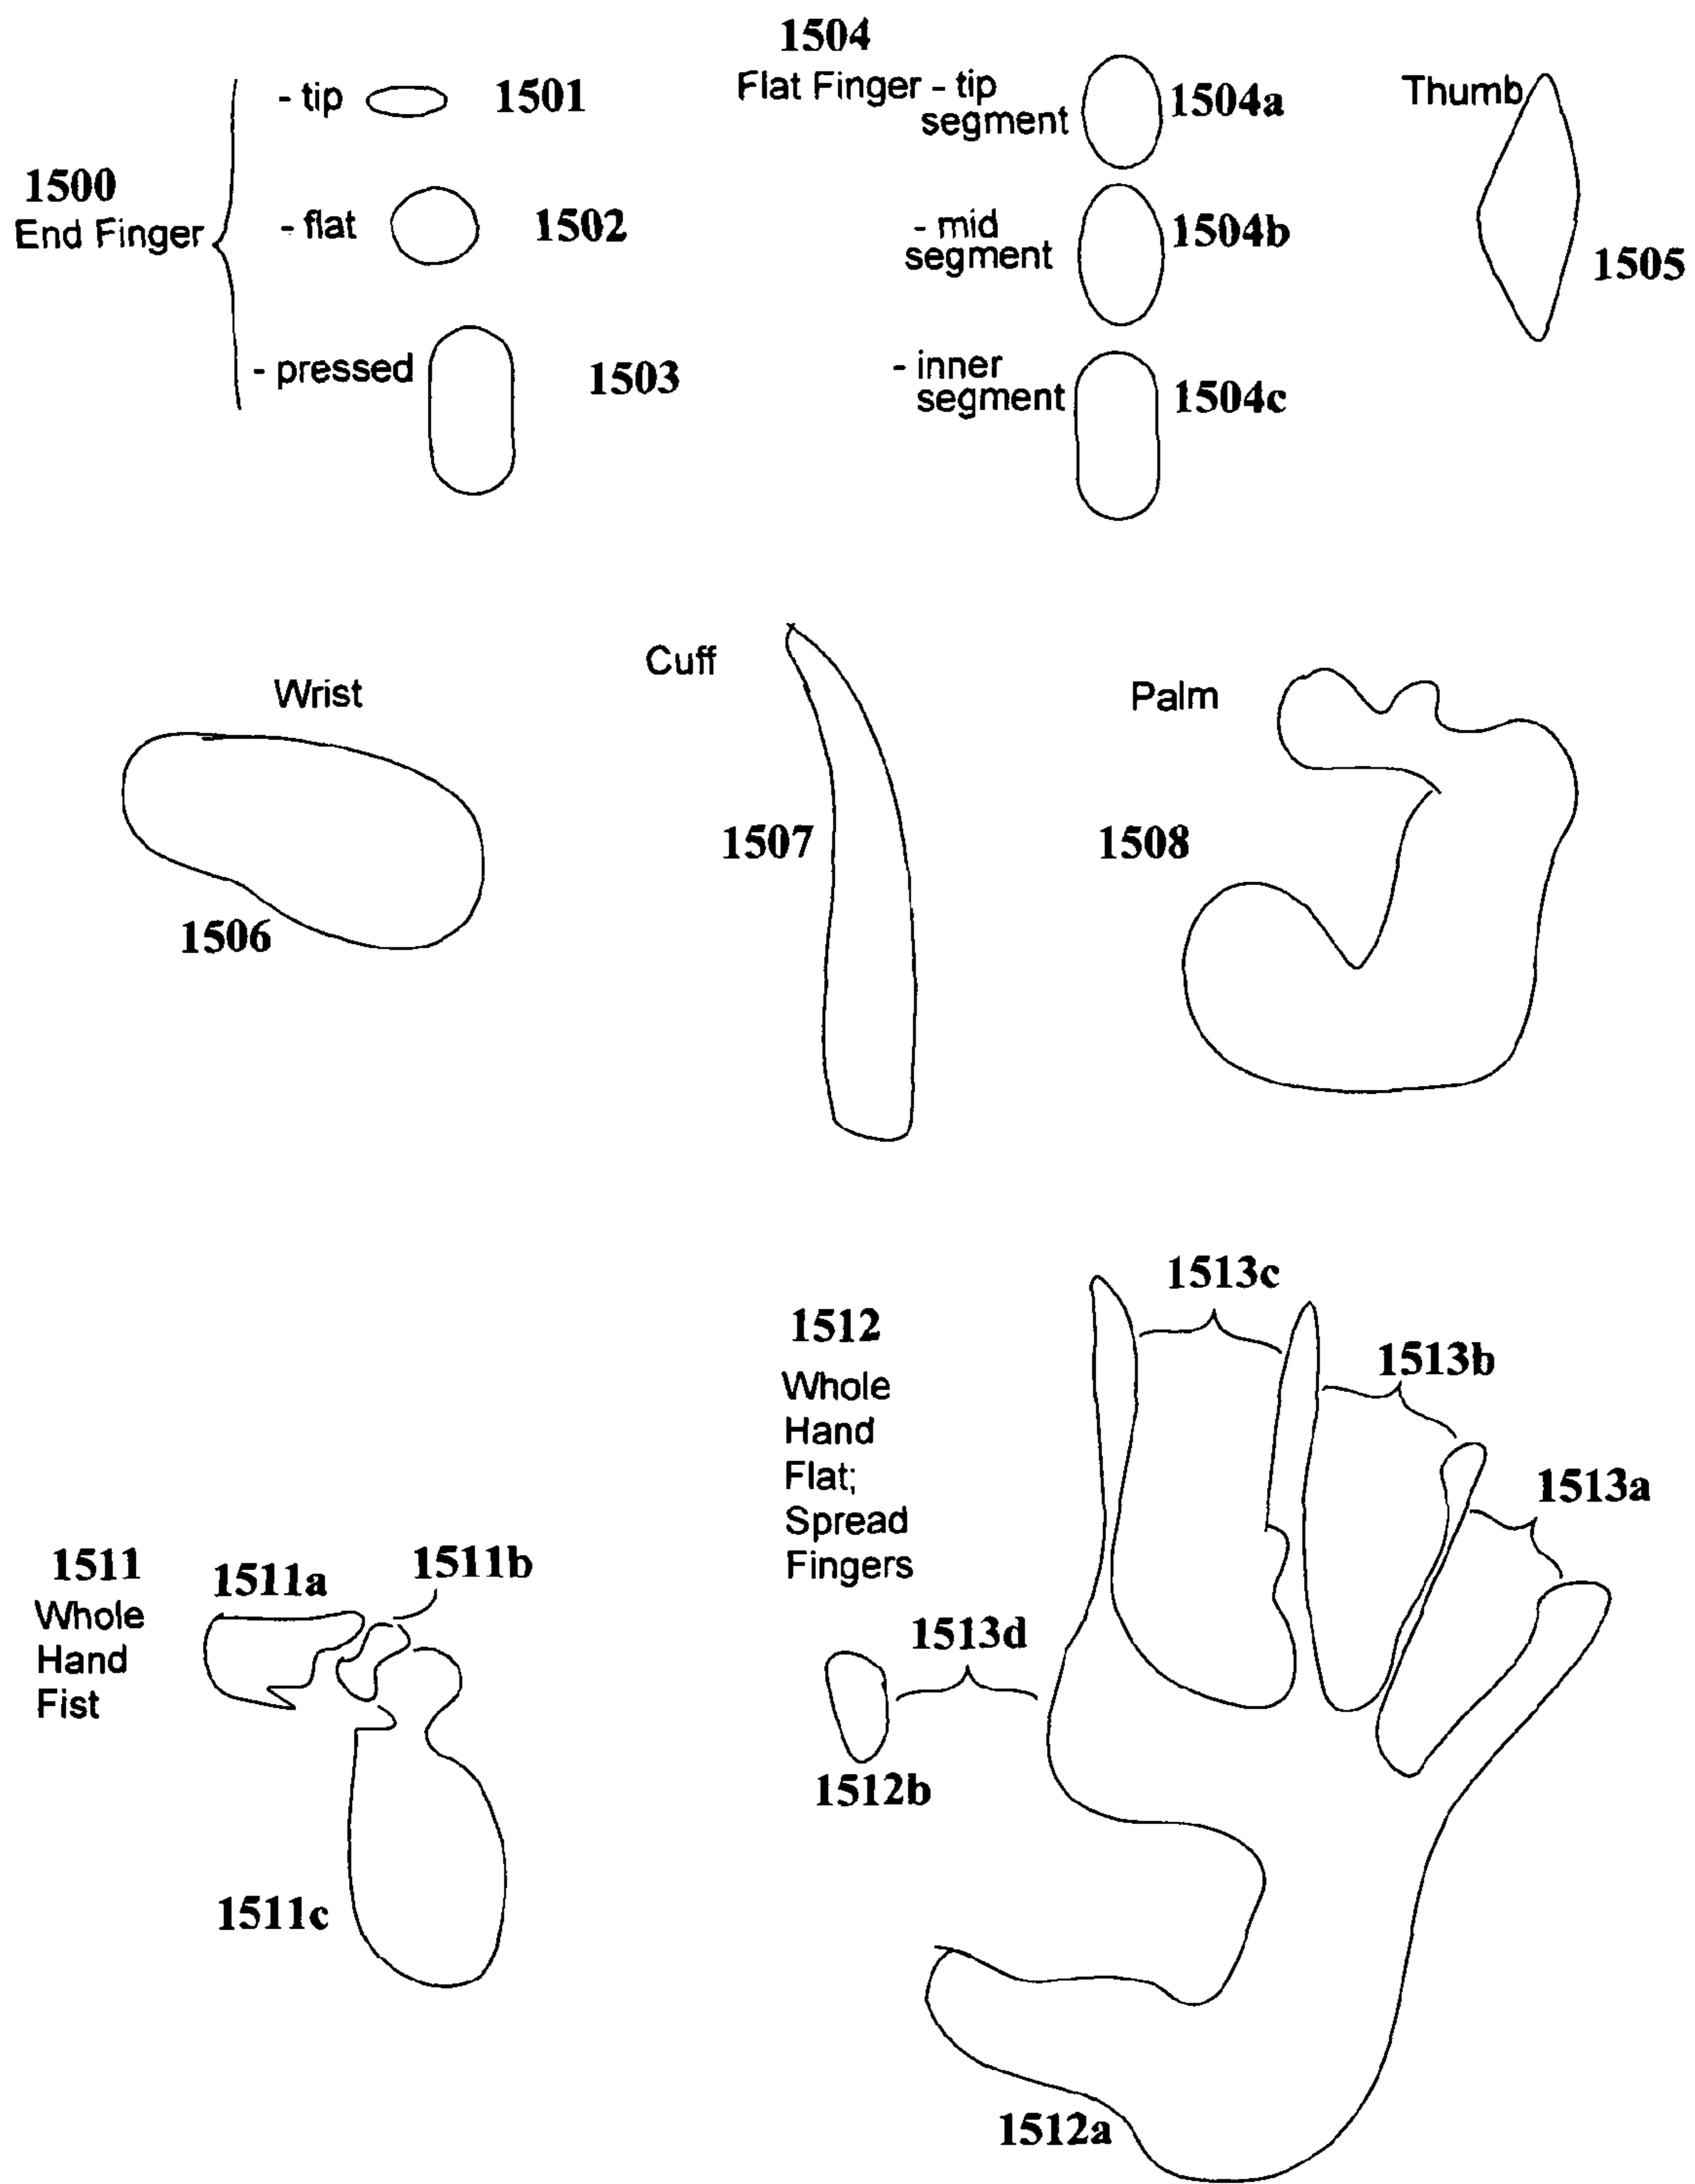 1500
End Finger
- tip
1501
- flat
1502
- pressed
1503
1504
Flat Finger - tip
segment
1504a
- mid
segment
1504b
- inner
segment
1504c
Thumb
1505
Wrist
1506
Cuff
1507
Palm
1508
1511
Whole
Hand
Fist
1511a
1511b
1511c
1512
Whole
Hand
Flat;
Spread
Fingers
1513c
1513b
1513a
1513d
1512b
1512a